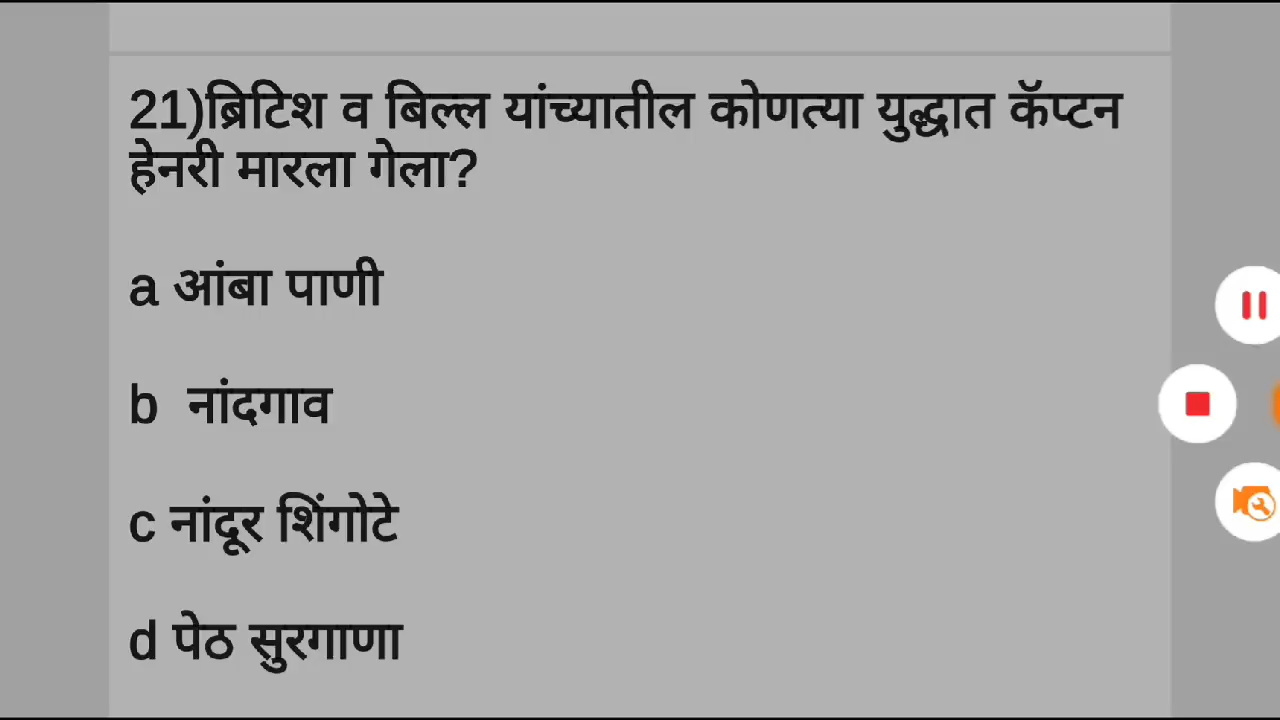 21)ब्रिटिश व बिल्ल यांच्यातील कोणत्या युद्धात कॅप्टन
हेनरी मारला गेला?
a आंबा पाणी
b नांदगाव
c नांदूर शिंगोटे
d पेठ सुरगाणा